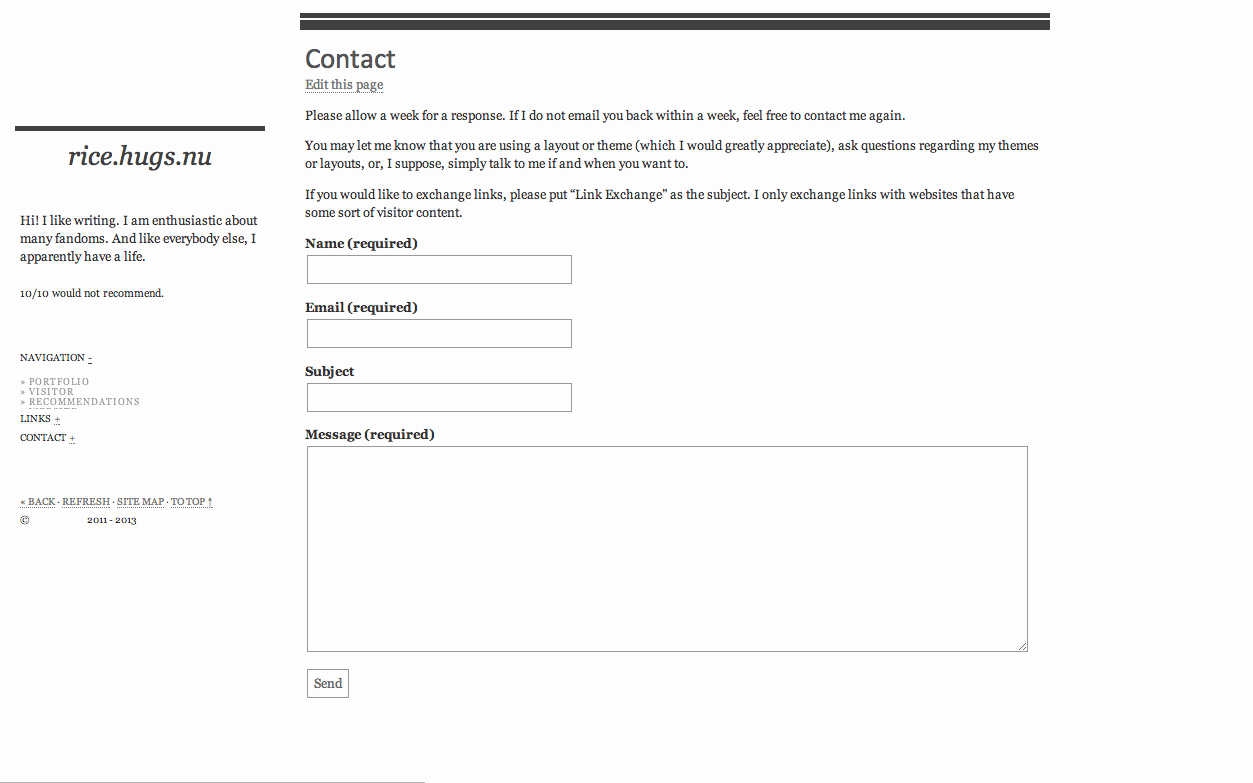 rice.hugs.nu
Hi! I like writing. I am enthusiastic about
many fandoms. And like everybody else, I
apparently have a life.
10/10 would not recommend.
NAVIGATION -
» PORTFOLIO
» VISITOR
» RECOMMENDATIONS
LINKS +
CONTACT +
« BACK · REFRESH · SITE MAP · TO TOP ↑
© 2011 - 2013
Contact
Edit this page
Please allow a week for a response. If I do not email you back within a week, feel free to contact me again.
You may let me know that you are using a layout or theme (which I would greatly appreciate), ask questions regarding my themes
or layouts, or, I suppose, simply talk to me if and when you want to.
If you would like to exchange links, please put “Link Exchange” as the subject. I only exchange links with websites that have
some sort of visitor content.
Name (required)
Email (required)
Subject
Message (required)
Send